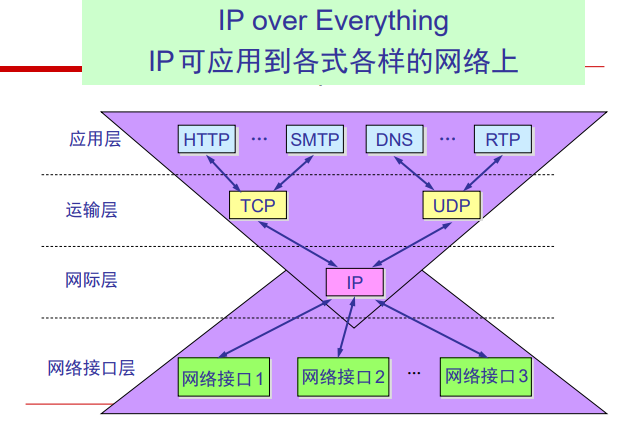 IP over Everything
IP可应用到各式各样的网络上
应用层 HTTP … SMTP DNS … RTP
运输层 TCP UDP
网际层 IP
网络接口层 网络接口1 网络接口2 … 网络接口3